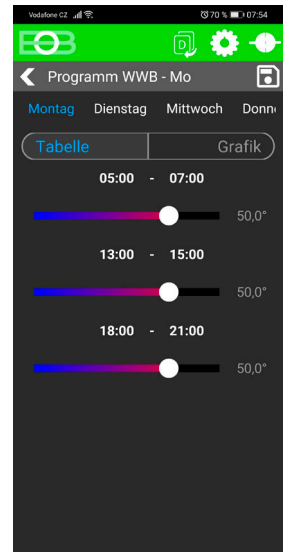 Vodafone CZ 70 % 07:54
EOB
Programm WWB - Mo
Montag Dienstag Mittwoch Donn
Tabelle Grafik
05:00 - 07:00
50,0°
13:00 - 15:00
50,0°
18:00 - 21:00
50,0°